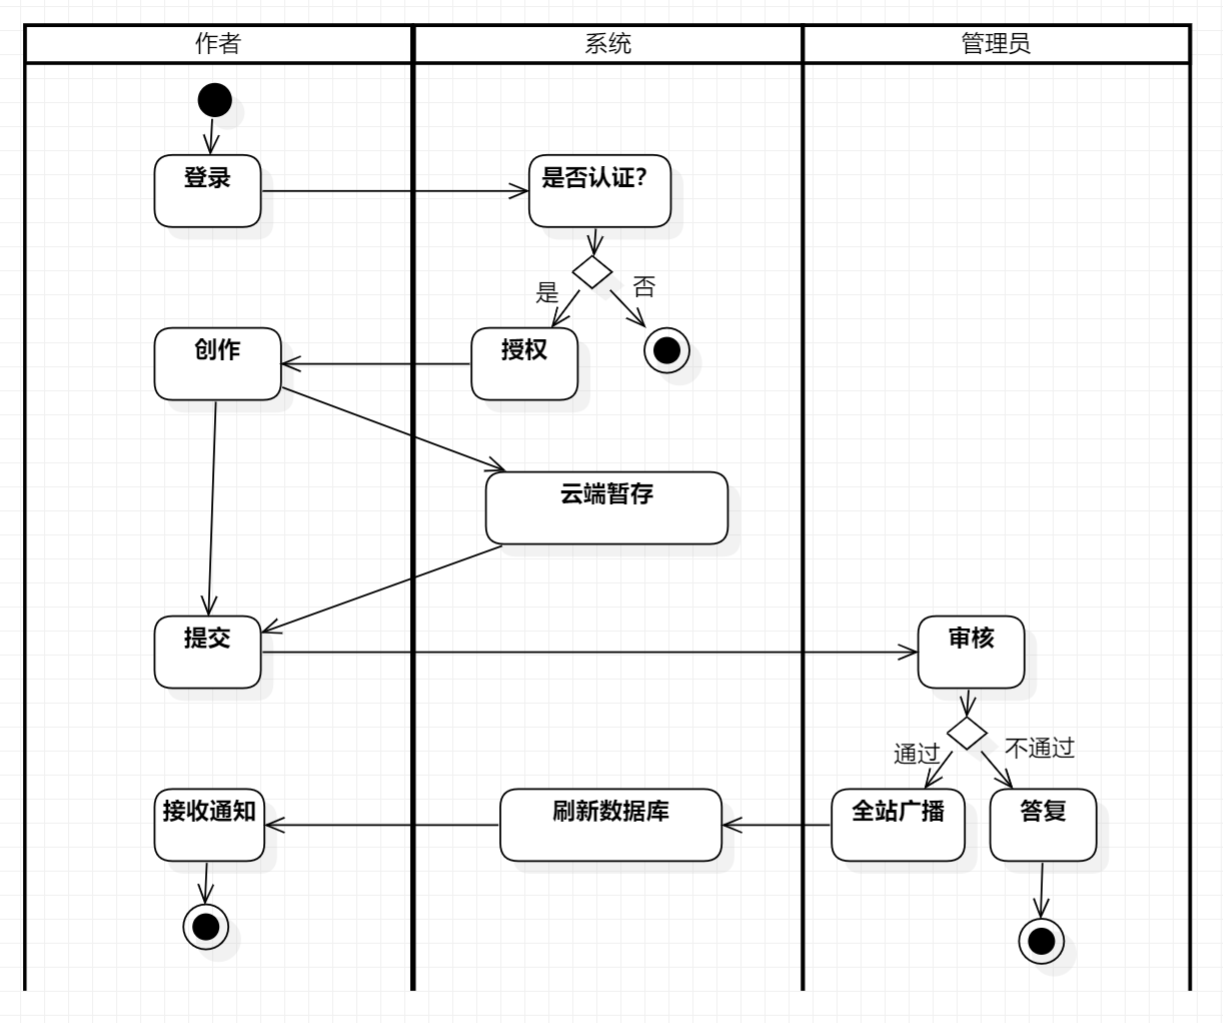 作者
系统
管理员
登录
是否认证?
是
否
创作
授权
云端暂存
提交
审核
通过
不通过
接收通知
刷新数据库
全站广播
答复